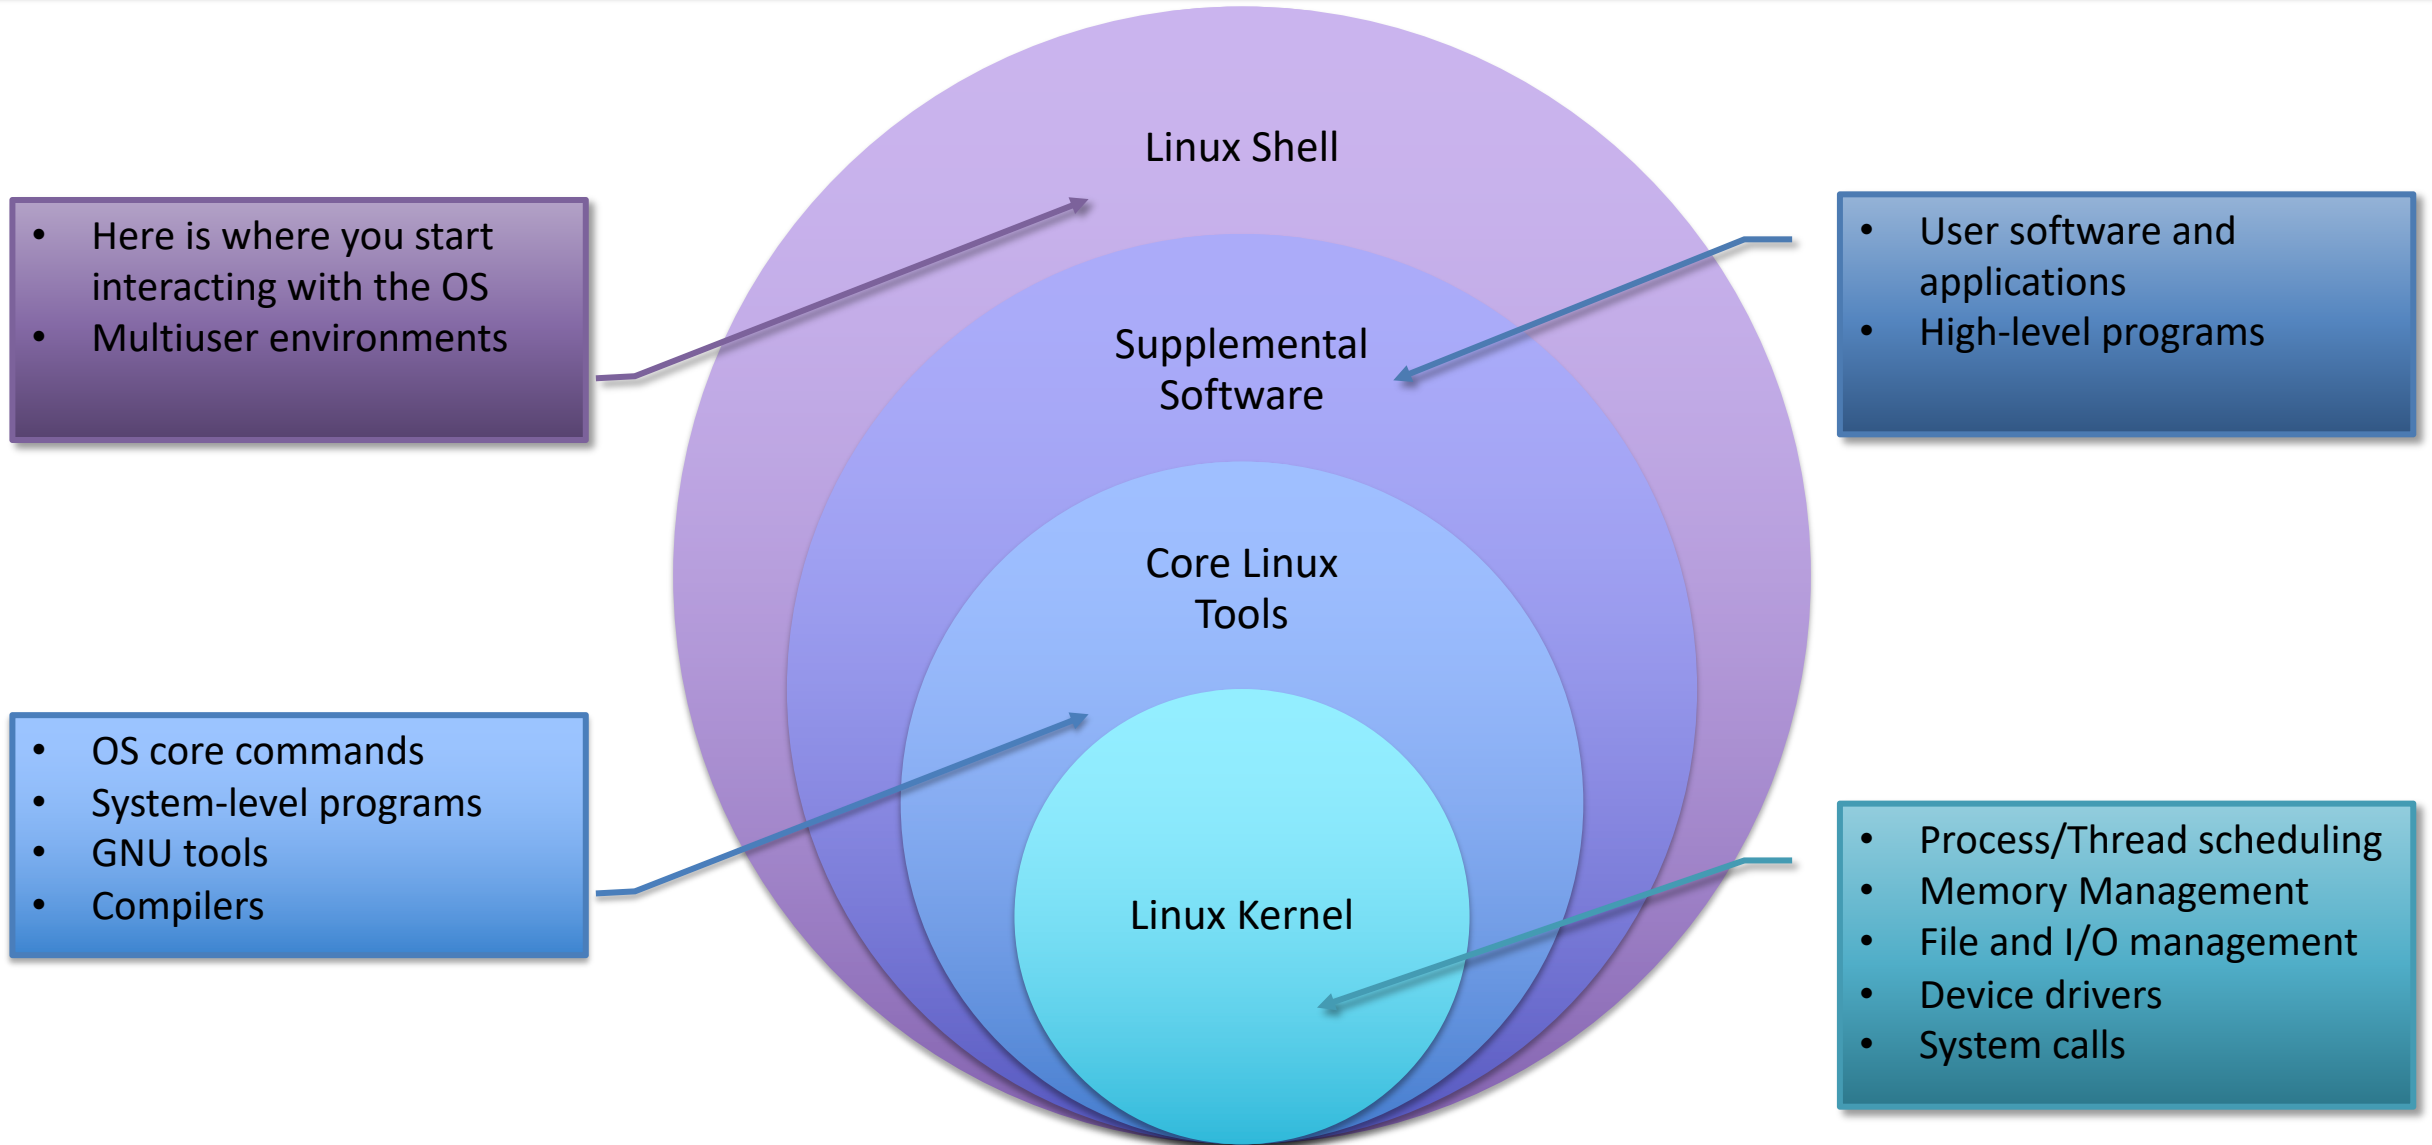 Linux Shell
• Here is where you start
interacting with the OS
• Multiuser environments
• User software and
applications
• High-level programs
Supplemental
Software
Core Linux
Tools
• OS core commands
• System-level programs
• GNU tools
• Compilers
Linux Kernel
• Process/Thread scheduling
• Memory Management
• File and I/O management
• Device drivers
• System calls